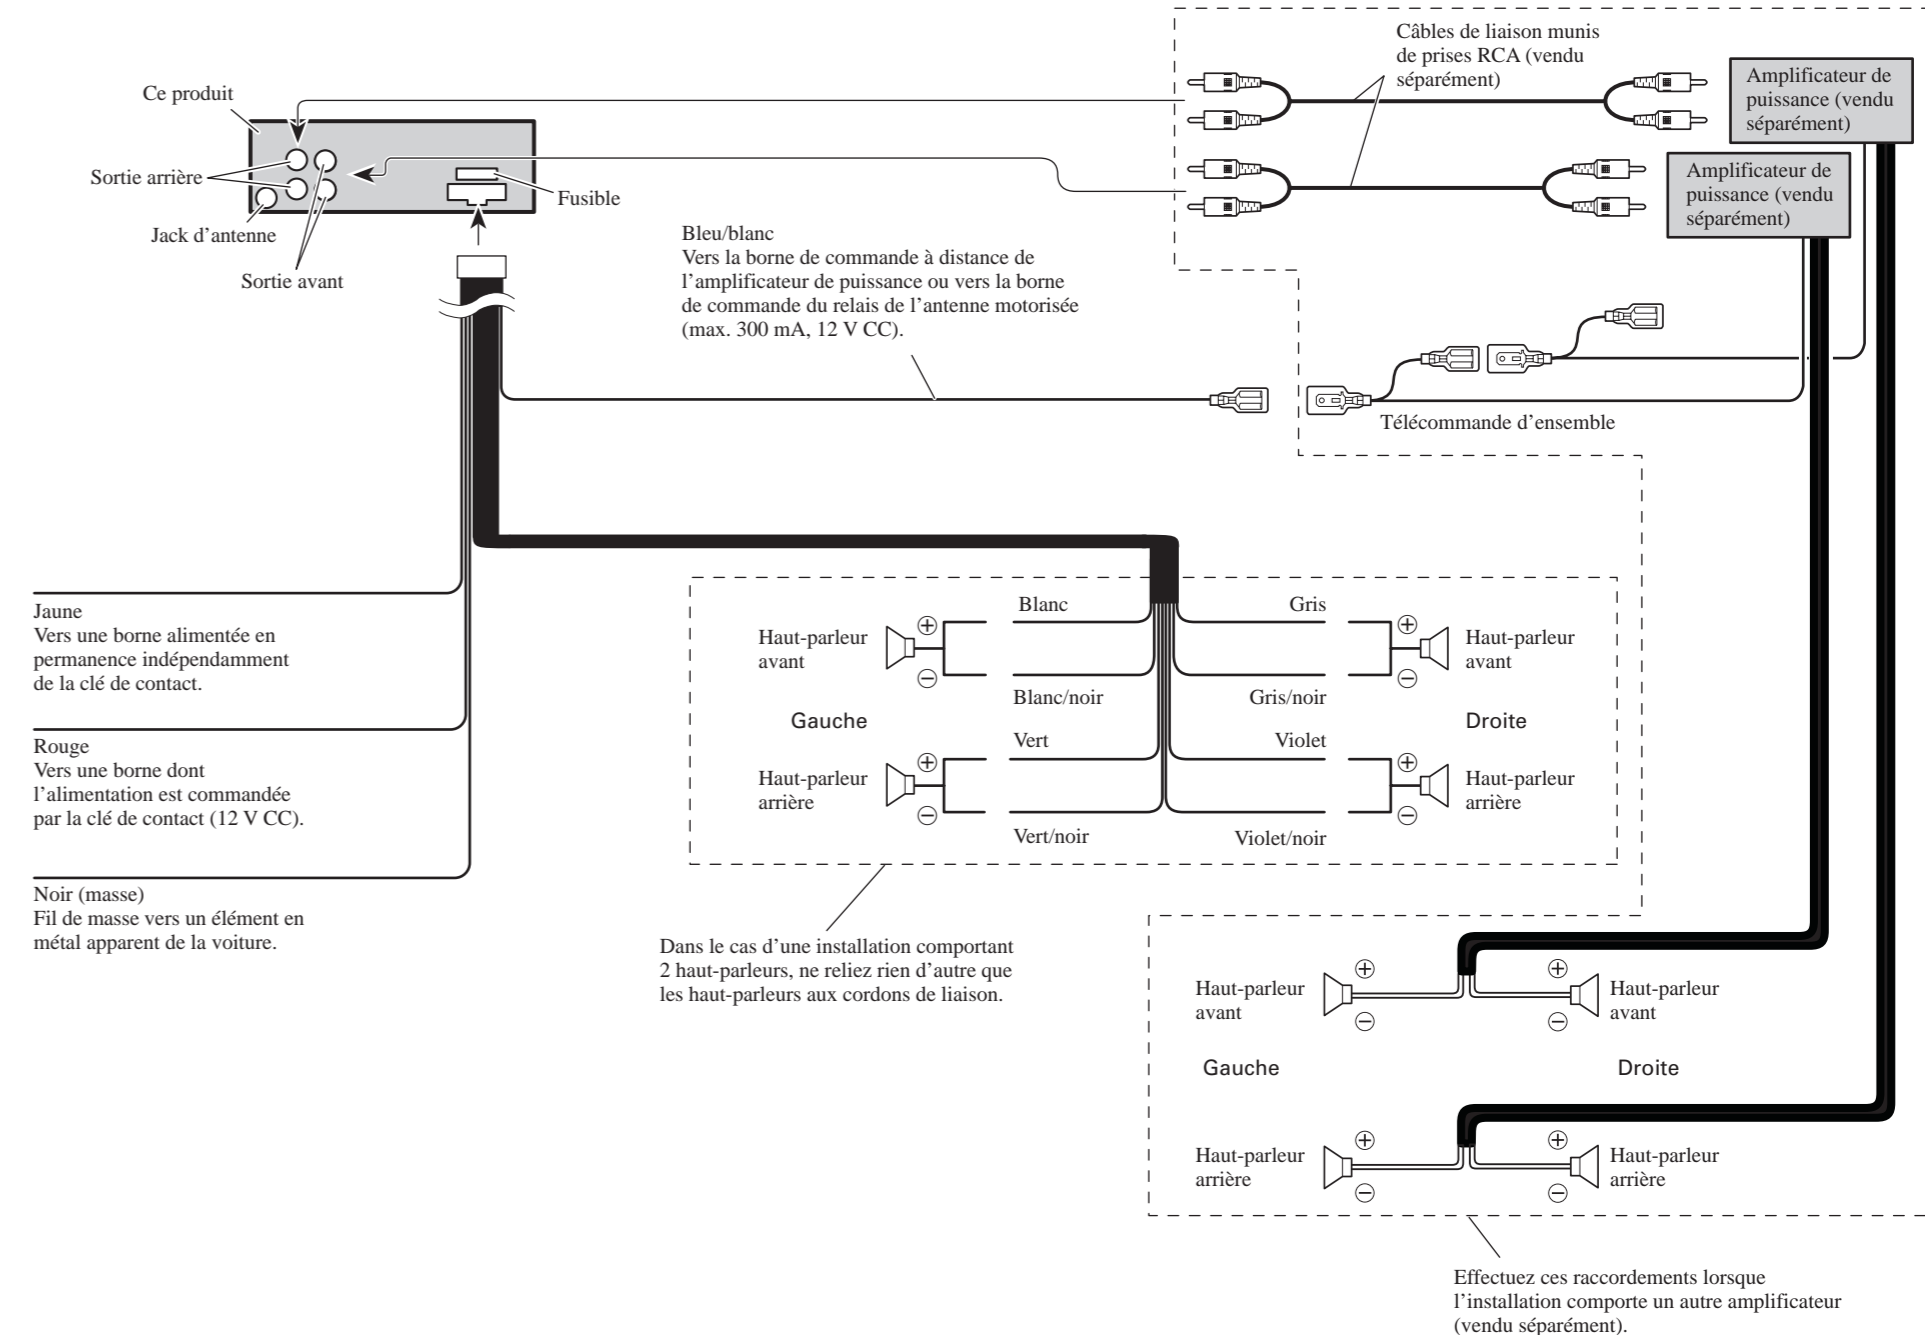 Câbles de liaison munis
de prises RCA (vendu
séparément)
Amplificateur de
puissance (vendu
séparément)
Amplificateur de
puissance (vendu
séparément)
Ce produit
Sortie arrière
Jack d’antenne
Sortie avant
Fusible
Bleu/blanc
Vers la borne de commande à distance de
l’amplificateur de puissance ou vers la borne
de commande du relais de l’antenne motorisée
(max. 300 mA, 12 V CC).
Télécommande d’ensemble
Jaune
Vers une borne alimentée en
permanence indépendamment
de la clé de contact.
Rouge
Vers une borne dont
l’alimentation est commandée
par la clé de contact (12 V CC).
Noir (masse)
Fil de masse vers un élément en
métal apparent de la voiture.
Blanc
Gris
Haut-parleur
avant
⊕
⊖
⊕
⊖
Haut-parleur
avant
Blanc/noir
Gris/noir
Gauche
Droite
Vert
Violet
Haut-parleur
arrière
⊕
⊖
⊕
⊖
Haut-parleur
arrière
Vert/noir
Violet/noir
Dans le cas d’une installation comportant
2 haut-parleurs, ne reliez rien d’autre que
les haut-parleurs aux cordons de liaison.
Haut-parleur
avant
⊕
⊖
⊕
⊖
Haut-parleur
avant
Gauche
Droite
Haut-parleur
arrière
⊕
⊖
⊕
⊖
Haut-parleur
arrière
Effectuez ces raccordements lorsque
l’installation comporte un autre amplificateur
(vendu séparément).